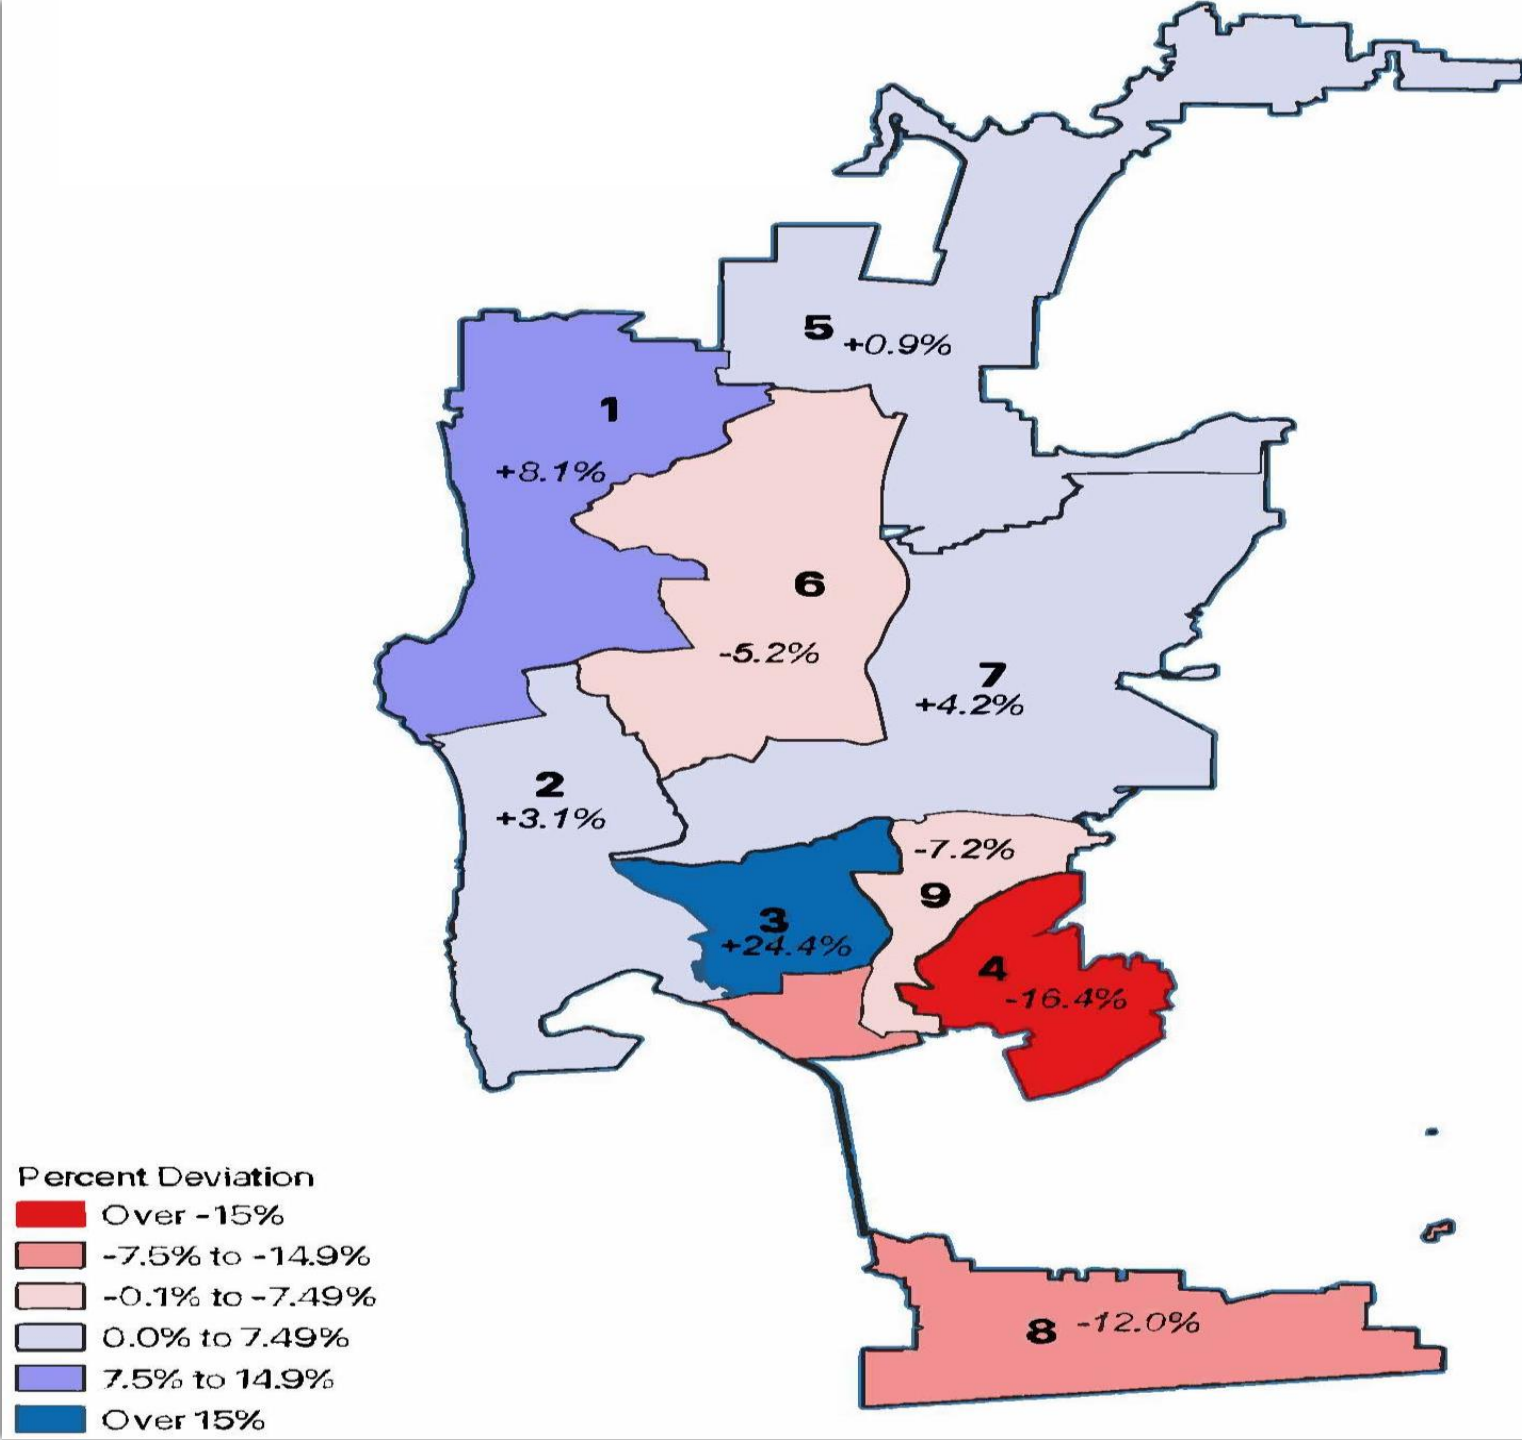 5
+0.9%
1
+8.1%
6
-5.2%
7
+4.2%
2
+3.1%
-7.2%
9
3
+24.4%
4
-16.4%
Percent Deviation
Over -15%
-7.5% to -14.9%
-0.1% to -7.49%
0.0% to 7.49%
7.5% to 14.9%
Over 15%
8 -12.0%